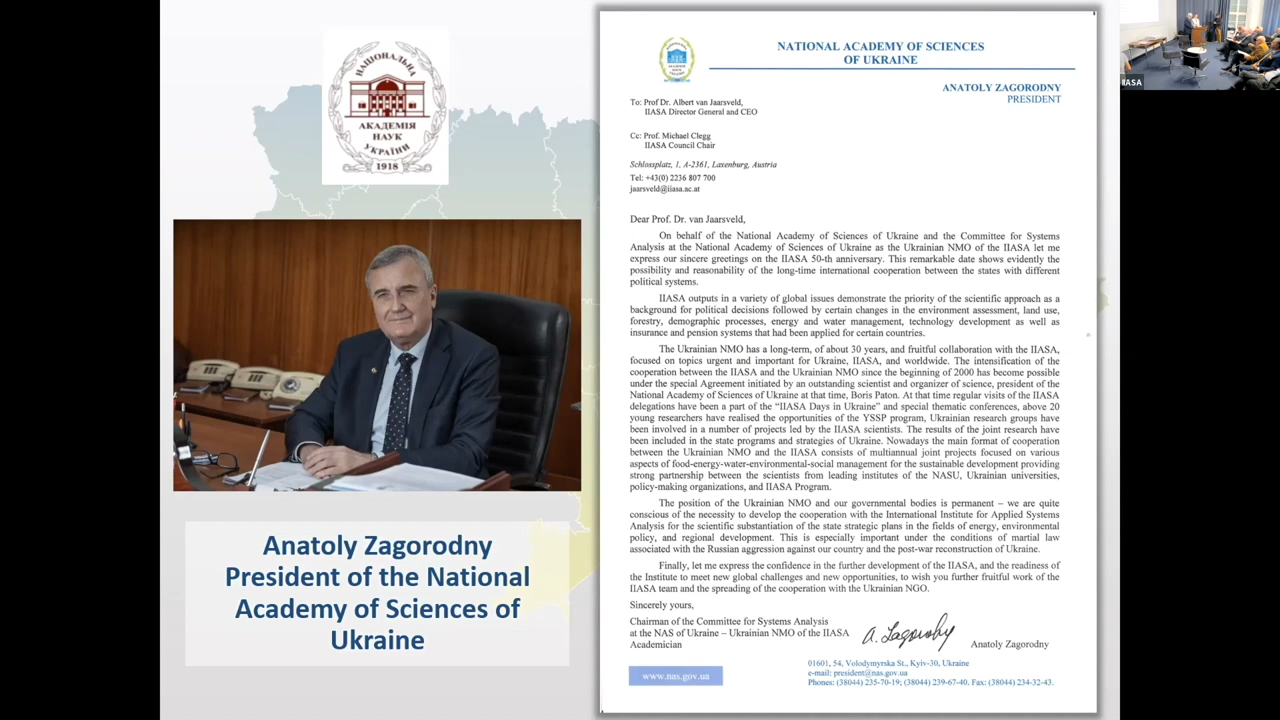 НАЦІОНАЛЬНА
АКАДЕМІЯ
НАУК
УКРАЇНИ
1918
Anatoly Zagorodny
President of the National
Academy of Sciences of
Ukraine
NATIONAL ACADEMY OF SCIENCES
OF UKRAINE
ANATOLY ZAGORODNY
PRESIDENT
To: Prof Dr. Albert van Jaarsveld,
IIASA Director General and CEO
Cc: Prof. Michael Clegg
IIASA Council Chair
Schlossplatz, 1, A-2361, Laxenburg, Austria
Tel: +43(0) 2236 807 700
jaarsveld@iiasa.ac.at
Dear Prof. Dr. van Jaarsveld,
On behalf of the National Academy of Sciences of Ukraine and the Committee for Systems
Analysis at the National Academy of Sciences of Ukraine as the Ukrainian NMO of the IIASA let me
express our sincere greetings on the IIASA 50-th anniversary. This remarkable date shows evidently the
possibility and reasonability of the long-time international cooperation between the states with different
political systems.
IIASA outputs in a variety of global issues demonstrate the priority of the scientific approach as a
background for political decisions followed by certain changes in the environment assessment, land use,
forestry, demographic processes, energy and water management, technology development as well as
insurance and pension systems that had been applied for certain countries.
The Ukrainian NMO has a long-term, of about 30 years, and fruitful collaboration with the IIASA,
focused on topics urgent and important for Ukraine, IIASA, and worldwide. The intensification of the
cooperation between the IIASA and the Ukrainian NMO since the beginning of 2000 has become possible
under the special Agreement initiated by an outstanding scientist and organizer of science, president of the
National Academy of Sciences of Ukraine at that time, Boris Paton. At that time regular visits of the IIASA
delegations have been a part of the “IIASA Days in Ukraine” and special thematic conferences, above 20
young researchers have realised the opportunities of the YSSP program, Ukrainian research groups have
been involved in a number of projects led by the IIASA scientists. The results of the joint research have
been included in the state programs and strategies of Ukraine. Nowadays the main format of cooperation
between the Ukrainian NMO and the IIASA consists of multiannual joint projects focused on various
aspects of food-energy-water-environmental-social management for the sustainable development providing
strong partnership between the scientists from leading institutes of the NASU, Ukrainian universities,
policy-making organizations, and IIASA Program.
The position of the Ukrainian NMO and our governmental bodies is permanent – we are quite
conscious of the necessity to develop the cooperation with the International Institute for Applied Systems
Analysis for the scientific substantiation of the state strategic plans in the fields of energy, environmental
policy, and regional development. This is especially important under the conditions of martial law
associated with the Russian aggression against our country and the post-war reconstruction of Ukraine.
Finally, let me express the confidence in the further development of the IIASA, and the readiness of
the Institute to meet new global challenges and new opportunities, to wish you further fruitful work of the
IIASA team and the spreading of the cooperation with the Ukrainian NGO.
Sincerely yours,
Chairman of the Committee for Systems Analysis
at the NAS of Ukraine – Ukrainian NMO of the IIASA
Academician
A. Zagorodny
Anatoly Zagorodny
www.nas.gov.ua
01601, 54, Volodymyrska St., Kyiv-30, Ukraine
e-mail: president@nas.gov.ua
Phones: (38044) 235-70-19; (38044) 239-67-40. Fax: (38044) 234-32-43.
IIASA